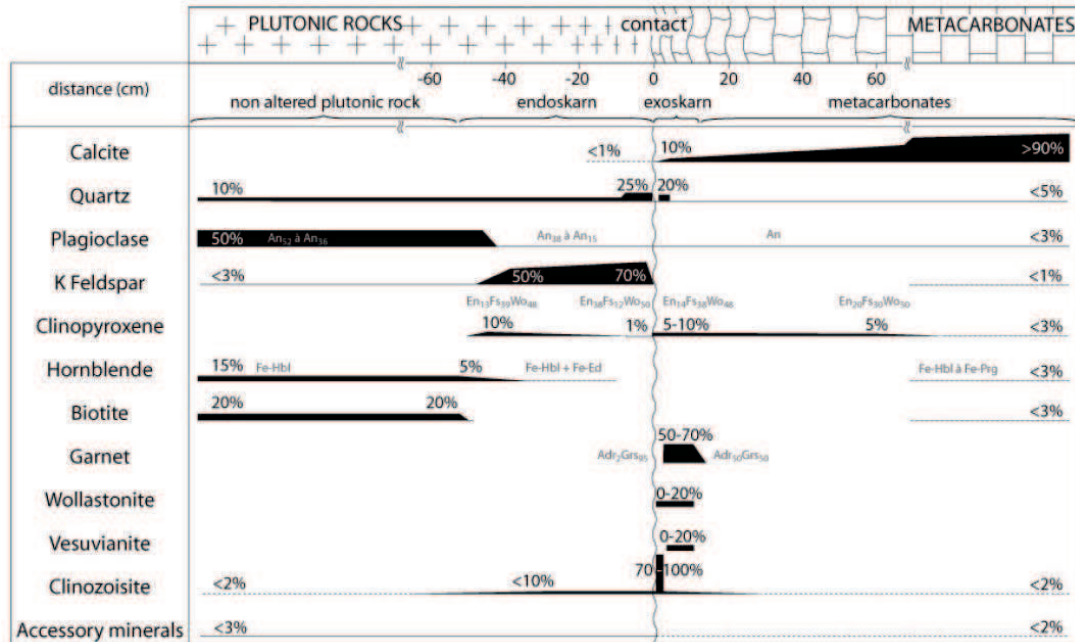 PLUTONIC ROCKS contact METACARBONATES
distance (cm) -60 -40 -20 0 20 40 60
non altered plutonic rock endoskarn exoskarn metacarbonates
Calcite <1% 10% >90%
Quartz 10% 25% 20% <5%
Plagioclase 50% An₅₂ à An₃₆ An₃₈ à An₁₅ An <3%
K Feldspar <3% 50% 70% <1%
En₁₃Fs₃₉Wo₄₈ En₃₈Fs₁₂Wo₅₀ En₁₄Fs₃₈Wo₄₈ En₂₀Fs₃₀Wo₅₀
Clinopyroxene 10% 1% 5-10% 5% <3%
Hornblende 15% Fe-Hbl 5% Fe-Hbl + Fe-Ed Fe-Hbl à Fe-Prg <3%
Biotite 20% 20% <3%
50-70%
Garnet Adr₂Grs₉₅ Adr₅₀Grs₅₀
Wollastonite 0-20%
Vesuvianite 0-20%
Clinozoisite <2% <10% 70-100% <2%
Accessory minerals <3% <2%